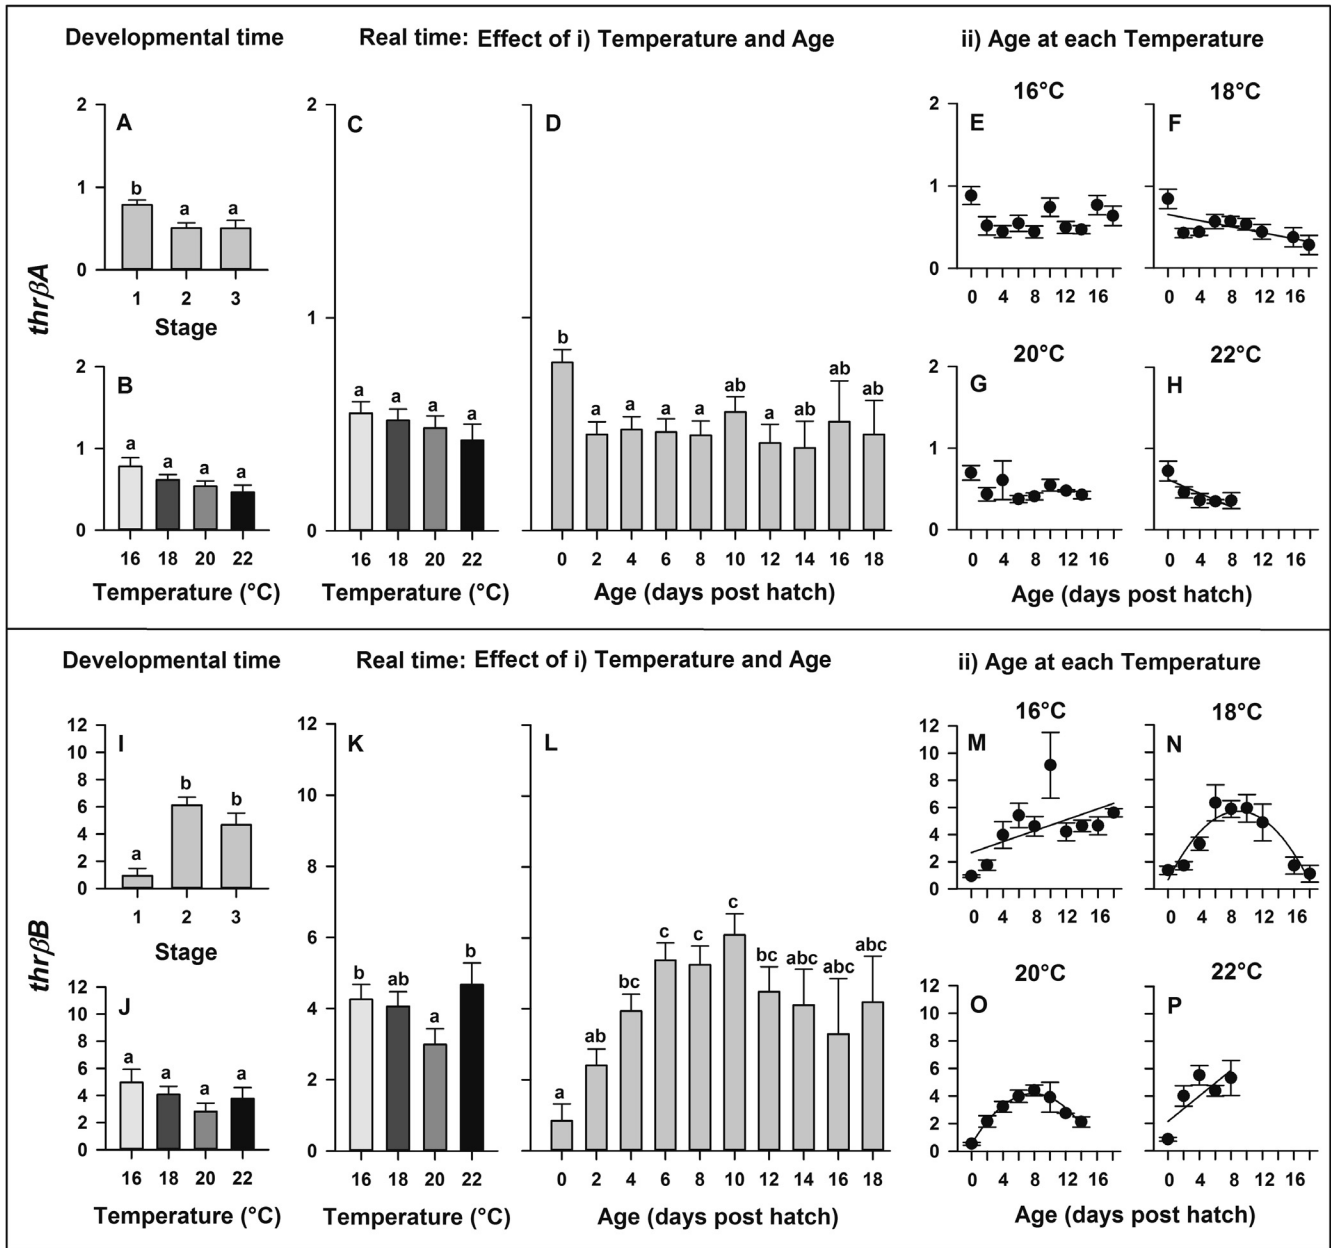 Developmental time
Real time: Effect of i) Temperature and Age
ii) Age at each Temperature
thrβA
A
2
1
0
b
a
a
1
2
3
Stage
B
2
1
0
a
a
a
a
16
18
20
22
Temperature (°C)
C
2
1
0
a
a
a
a
16
18
20
22
Temperature (°C)
D
b
a
a
a
a
ab
a
ab
ab
ab
0
2
4
6
8
10
12
14
16
18
Age (days post hatch)
16°C
E
2
1
0
0
4
8
12
16
18°C
F
0
4
8
12
16
20°C
G
2
1
0
0
4
8
12
16
22°C
H
0
4
8
12
16
Age (days post hatch)
Developmental time
Real time: Effect of i) Temperature and Age
ii) Age at each Temperature
thrβB
I
12
10
8
6
4
2
0
a
b
b
1
2
3
Stage
J
12
10
8
6
4
2
0
a
a
a
a
16
18
20
22
Temperature (°C)
K
12
10
8
6
4
2
0
b
ab
a
b
16
18
20
22
Temperature (°C)
L
a
ab
bc
c
c
c
bc
abc
abc
abc
0
2
4
6
8
10
12
14
16
18
Age (days post hatch)
16°C
M
12
10
8
6
4
2
0
0
4
8
12
16
18°C
N
0
4
8
12
16
20°C
O
12
10
8
6
4
2
0
0
4
8
12
16
22°C
P
0
4
8
12
16
Age (days post hatch)